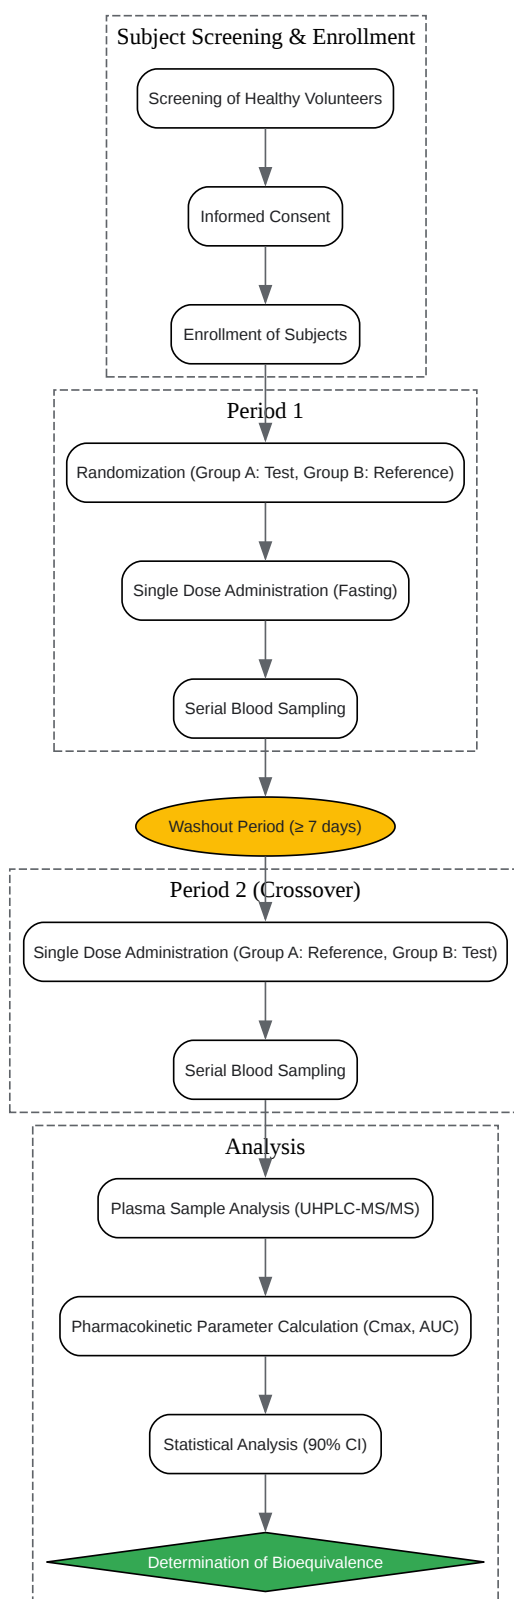 Subject Screening & Enrollment
Screening of Healthy Volunteers
Informed Consent
Enrollment of Subjects
Period 1
Randomization (Group A: Test, Group B: Reference)
Single Dose Administration (Fasting)
Serial Blood Sampling
Washout Period (≥ 7 days)
Period 2 (Crossover)
Single Dose Administration (Group A: Reference, Group B: Test)
Serial Blood Sampling
Analysis
Plasma Sample Analysis (UHPLC-MS/MS)
Pharmacokinetic Parameter Calculation (Cmax, AUC)
Statistical Analysis (90% CI)
Determination of Bioequivalence